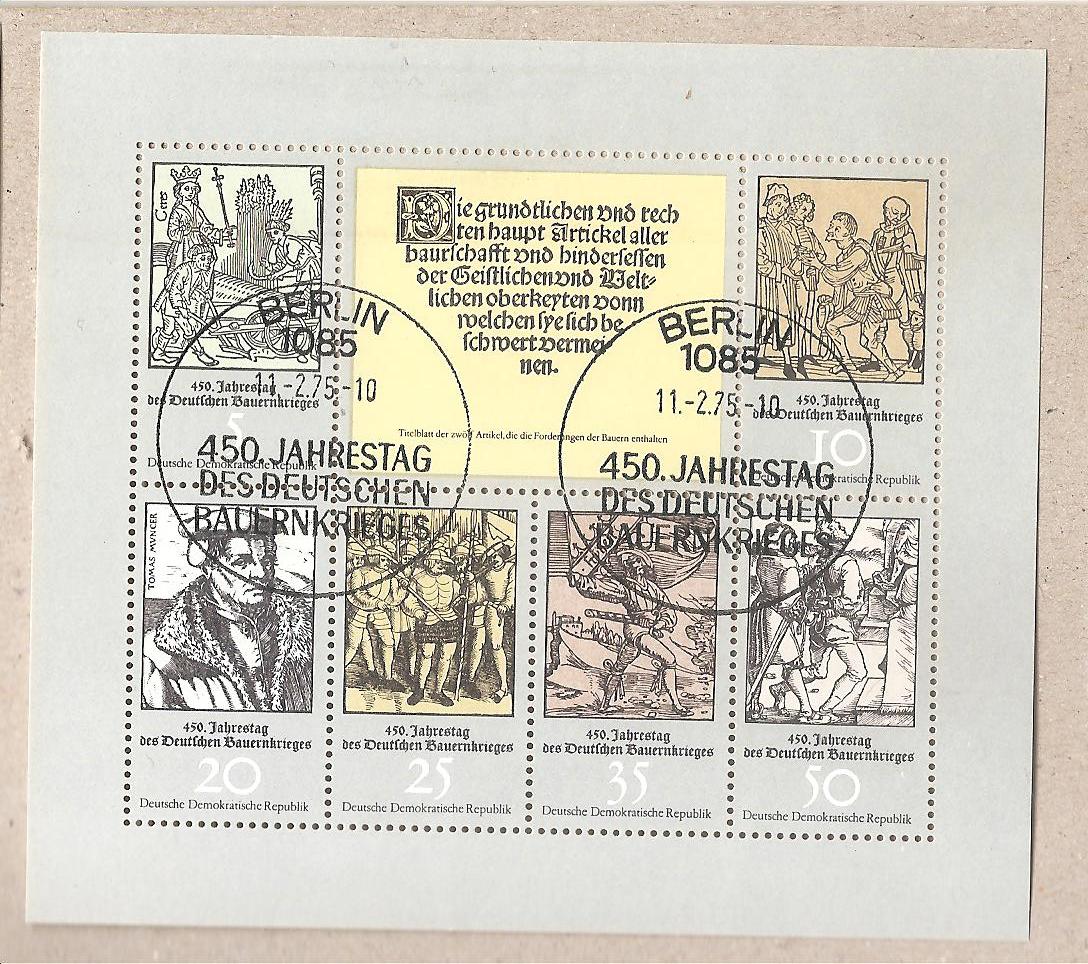 Ceres
450. Jahrestag
des Deutschen Bauernkrieges
5
Deutsche Demokratische Republik
Die grundtlichen vnd rech
ten haupt Artickel aller
baurschafft vnd hindersessen
der Geistlichen vnd Welt-
lichen oberkeyten vonn
welchen sye sich be
schwert vermei
nen.
Titelblatt der zwölf Artikel, die die Forderungen der Bauern enthalten
450. Jahrestag
des Deutschen Bauernkrieges
10
Deutsche Demokratische Republik
BERLIN
1085
11.-2.75-10
450. JAHRESTAG
DES DEUTSCHEN
BAUERNKRIEGES
BERLIN
1085
11.-2.75-10
450. JAHRESTAG
DES DEUTSCHEN
BAUERNKRIEGES
TOMAS MVNCER
450. Jahrestag
des Deutschen Bauernkrieges
20
Deutsche Demokratische Republik
450. Jahrestag
des Deutschen Bauernkrieges
25
Deutsche Demokratische Republik
450. Jahrestag
des Deutschen Bauernkrieges
35
Deutsche Demokratische Republik
450. Jahrestag
des Deutschen Bauernkrieges
50
Deutsche Demokratische Republik